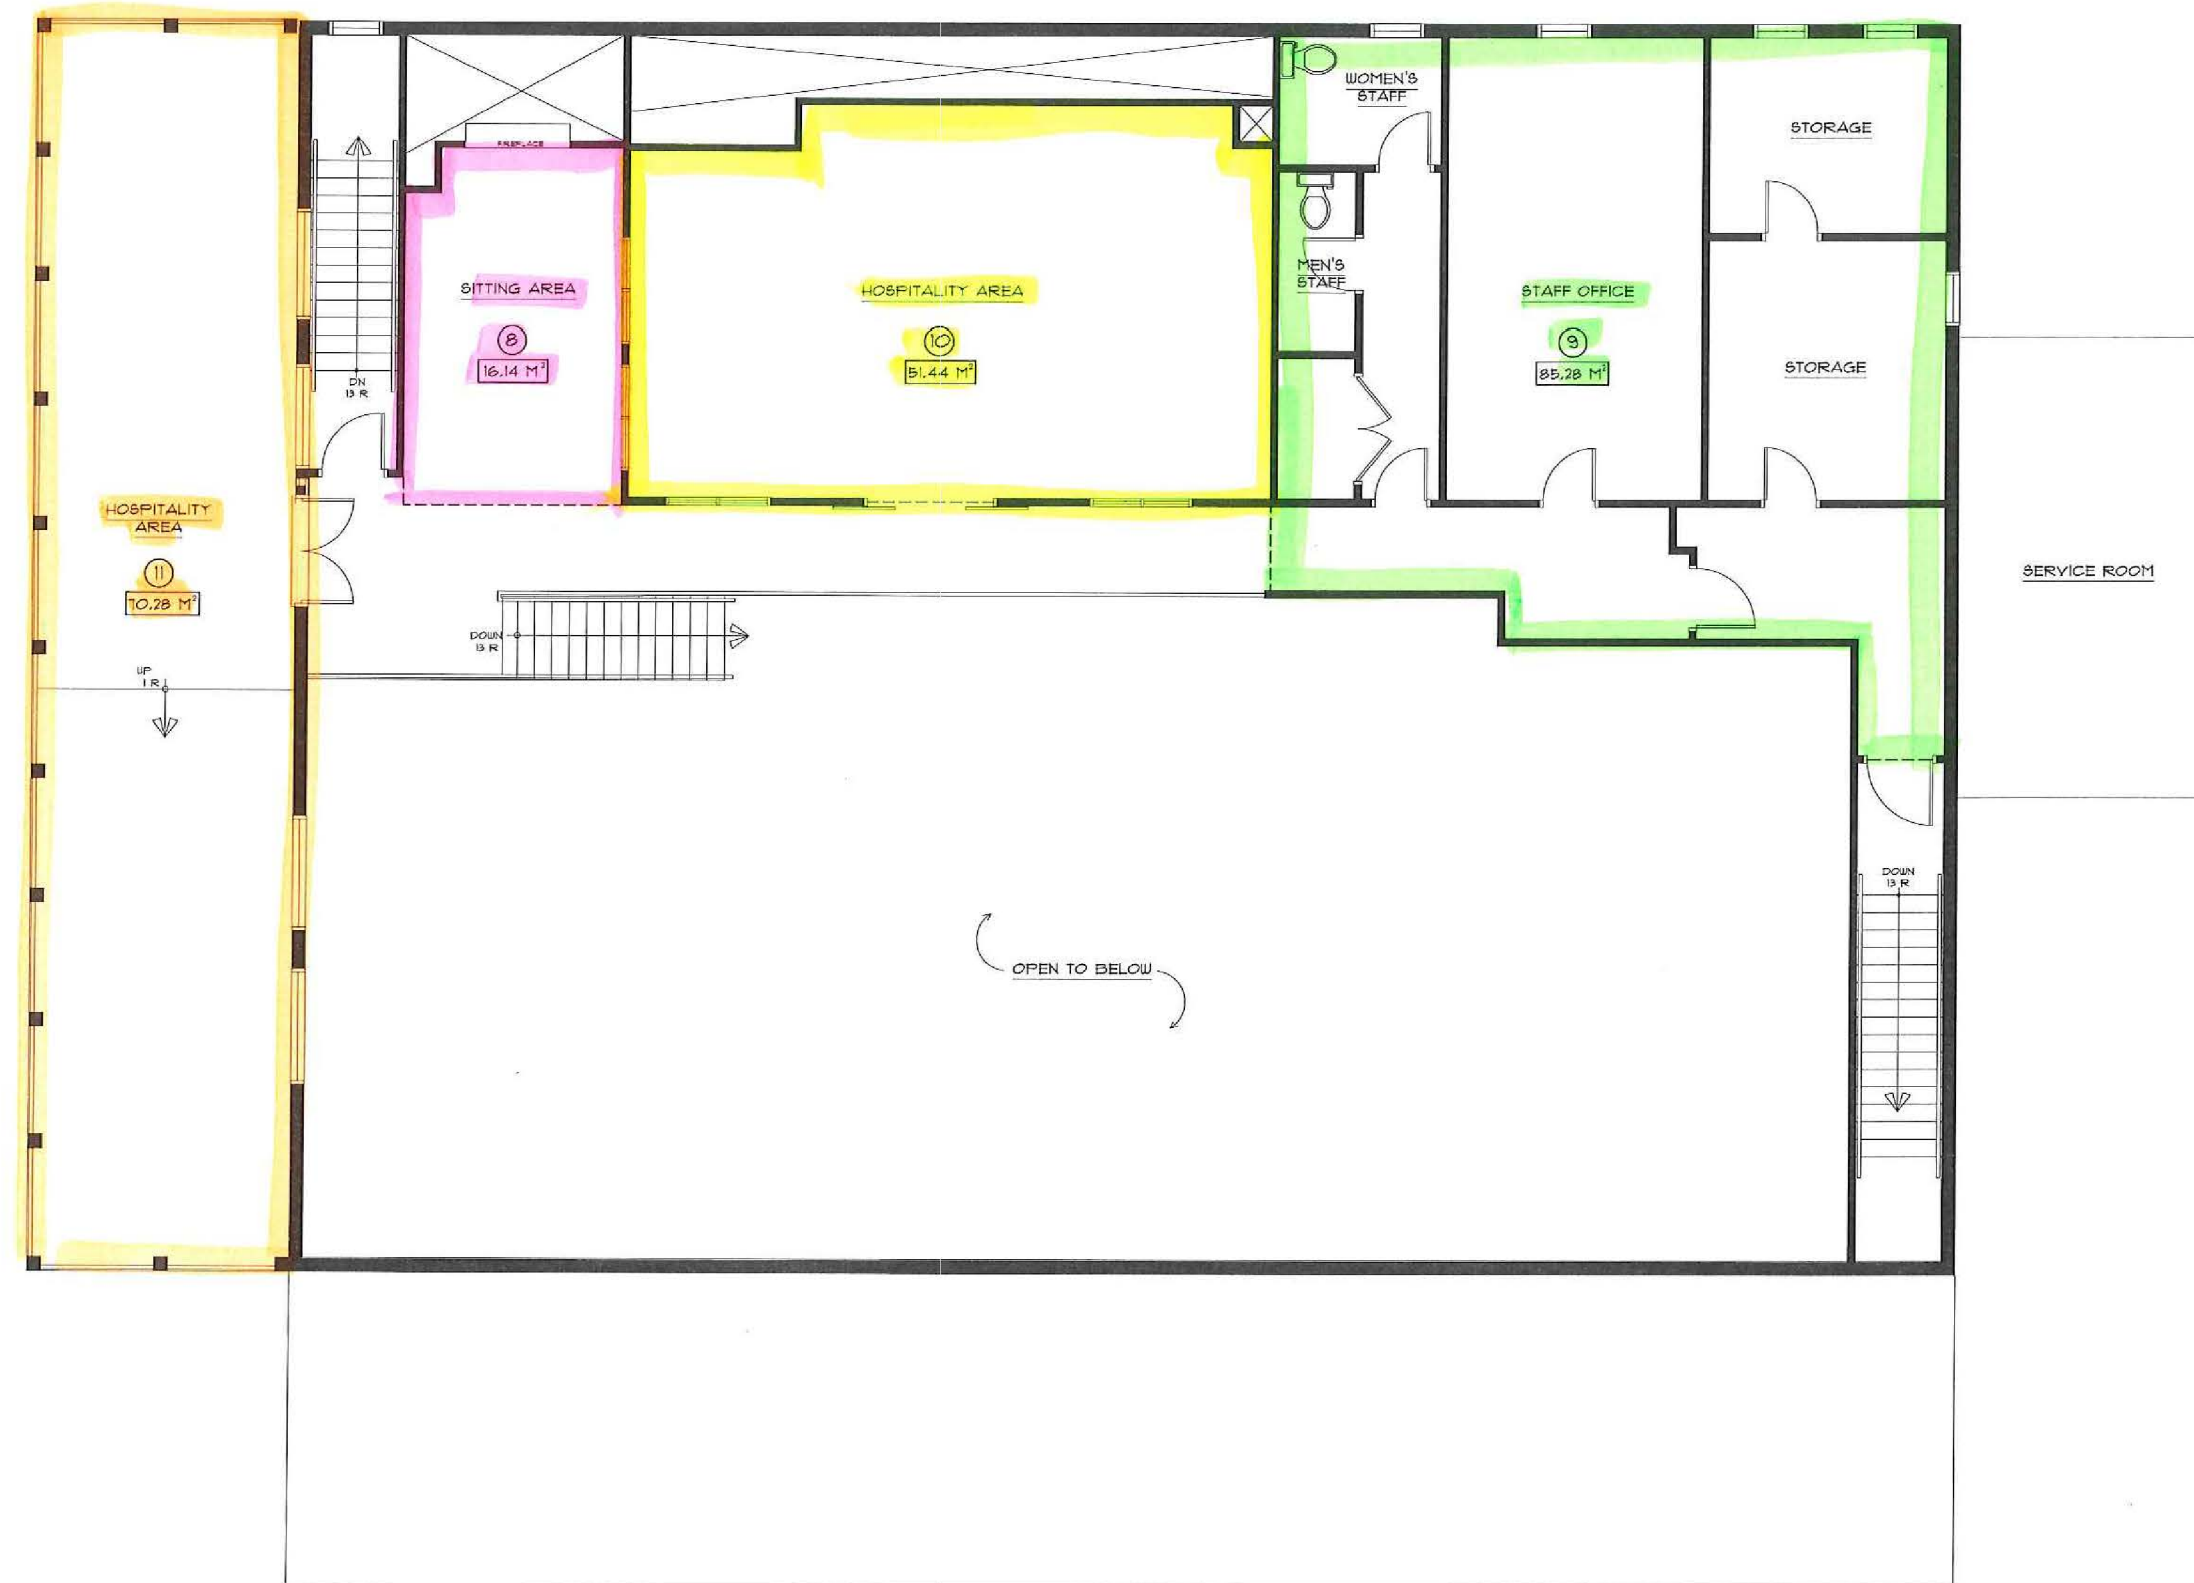 WOMEN'S
STAFF
STORAGE
FIREPLACE
MEN'S
STAFF
SITTING AREA
8
16.14 M²
HOSPITALITY AREA
10
51.44 M²
STAFF OFFICE
9
85.28 M²
STORAGE
DN
13 R
HOSPITALITY
AREA
11
70.28 M²
SERVICE ROOM
DOWN
13 R
UP
1 R
DOWN
13 R
OPEN TO BELOW